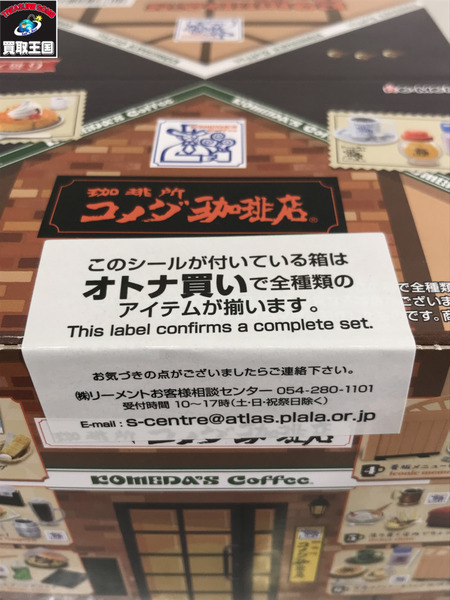 TREASURE MARKET
買取王国
KOMEDA'S Coffee
珈琲所
コメダ珈琲店®
このシールが付いている箱は
オトナ買いで全種類の
アイテムが揃います。
This label confirms a complete set.
お気づきの点がございましたらご連絡下さい。
㈱リーメントお客様相談センター 054-280-1101
受付時間 10～17時(土・日・祝祭日除く)
E-mail : s-centre@atlas.plala.or.jp
KOMEDA'S Coffee®